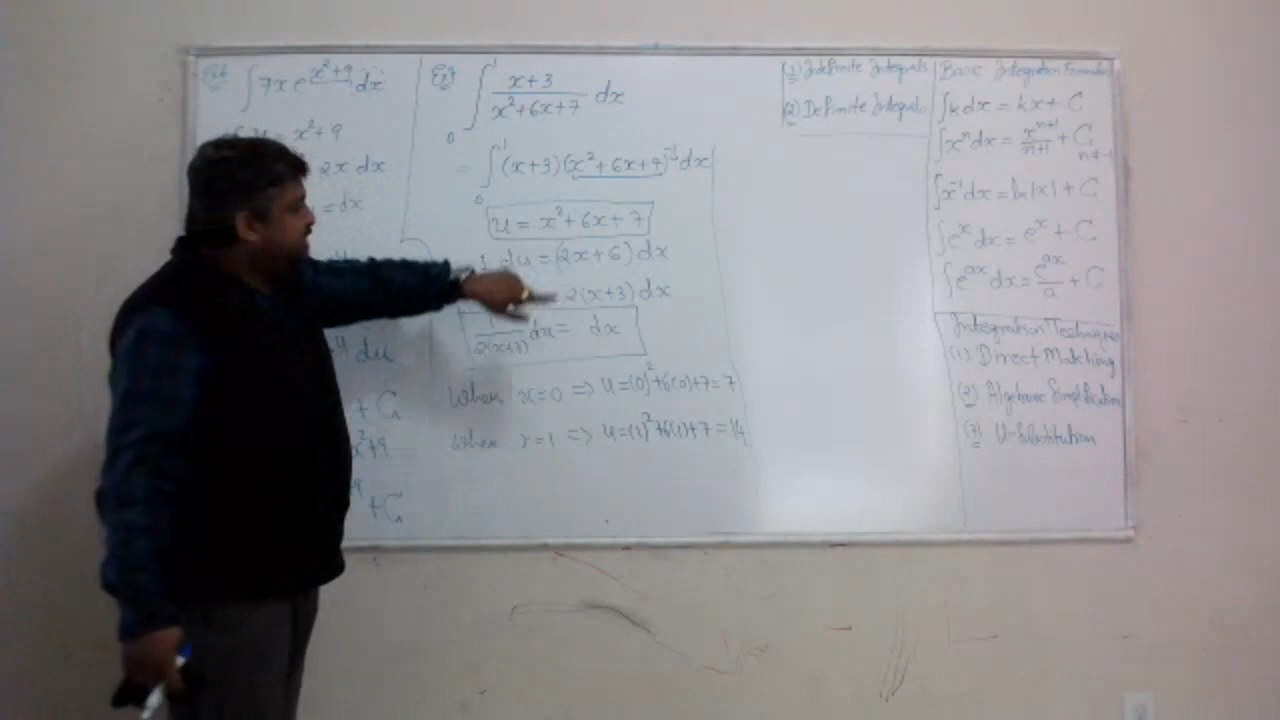 ∫ 7x e^(x²+9) dx
= x²+9
2x dx
= dx
du
+ C
x²+9
+ C
Ex7 ∫₀¹ (x+3)/(x²+6x+7) dx
= ∫₀¹ (x+3)(x²+6x+7)⁻¹ dx
u = x²+6x+7
du = (2x+6) dx
2(x+3) dx
1/(2(x+3)) du = dx
When x=0 => u=(0)²+6(0)+7=7
When x=1 => u=(1)²+6(1)+7=14
(1) Indefinite Integrals
(2) Definite Integrals
Basic Integration Formulas
∫k dx = kx + C
∫xⁿ dx = xⁿ⁺¹/(n+1) + C, n≠-1
∫x⁻¹ dx = ln|x| + C
∫eˣ dx = eˣ + C
∫e^(ax) dx = e^(ax)/a + C
Integration Techniques
(1) Direct Matching
(2) Algebraic Simplification
(3) U-Substitution